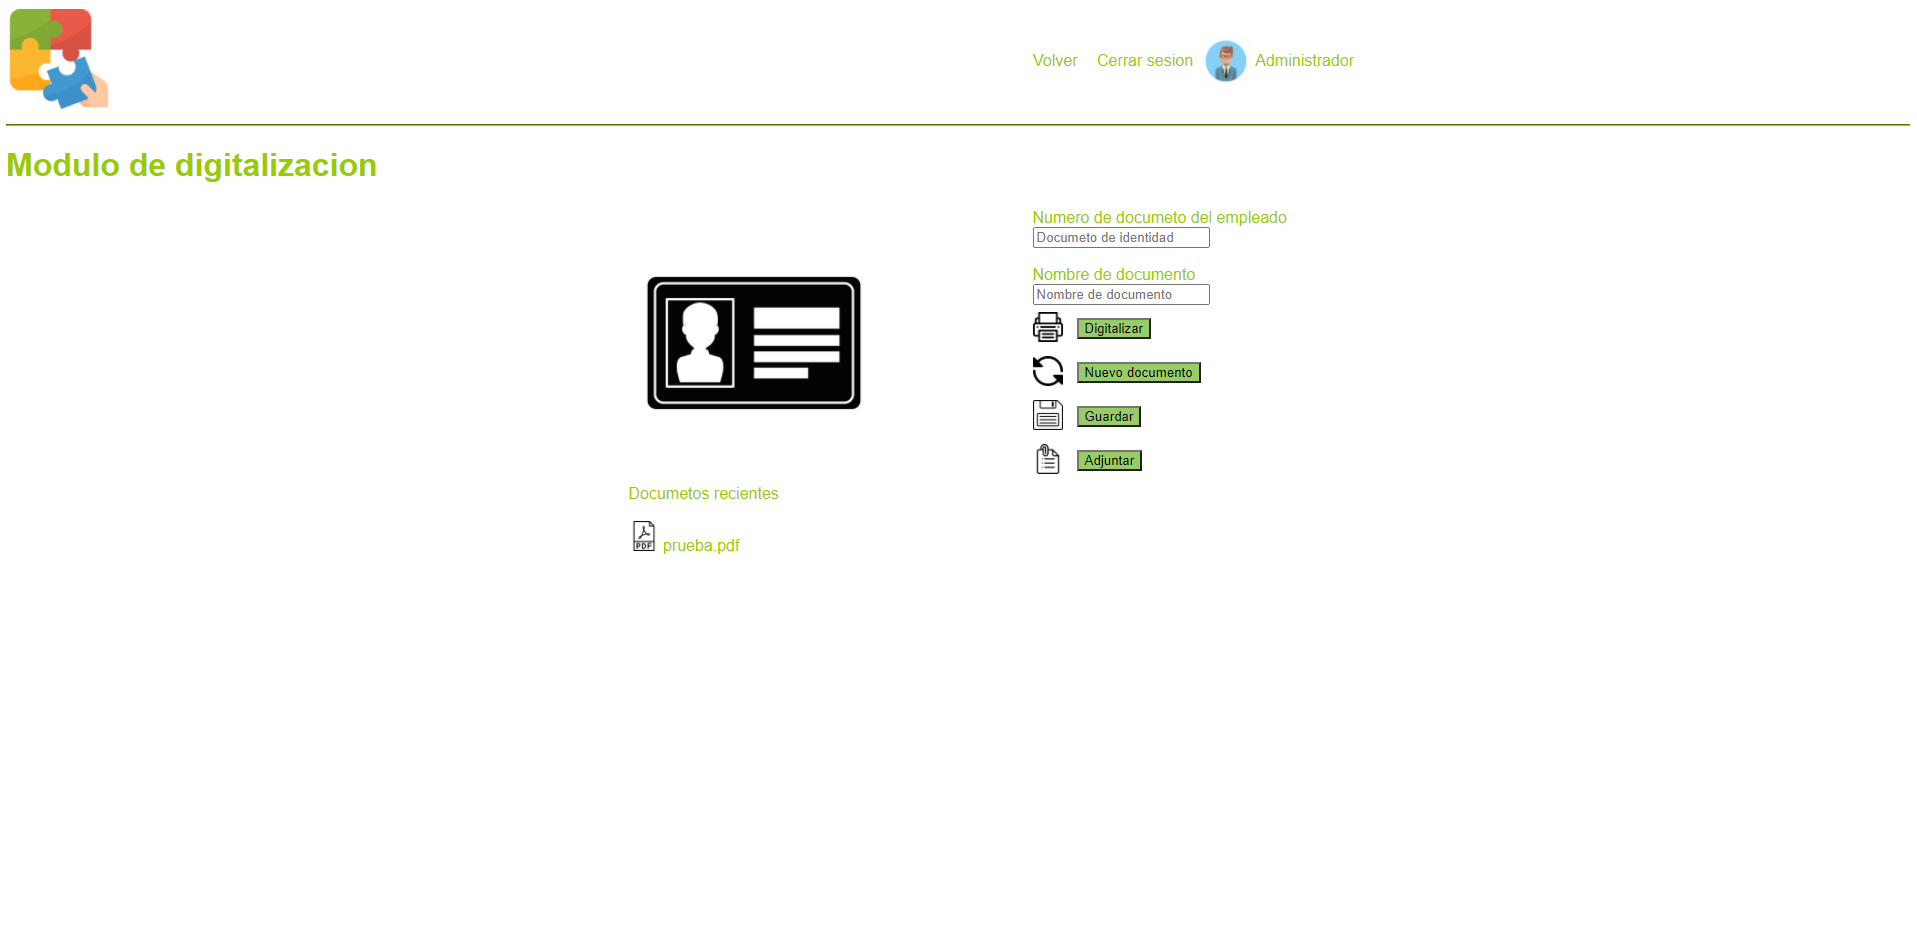 Volver Cerrar sesion Administrador
Modulo de digitalizacion
Numero de documeto del empleado
Documeto de identidad
Nombre de documento
Nombre de documento
Digitalizar
Nuevo documento
Guardar
Adjuntar
Documetos recientes
PDF prueba.pdf